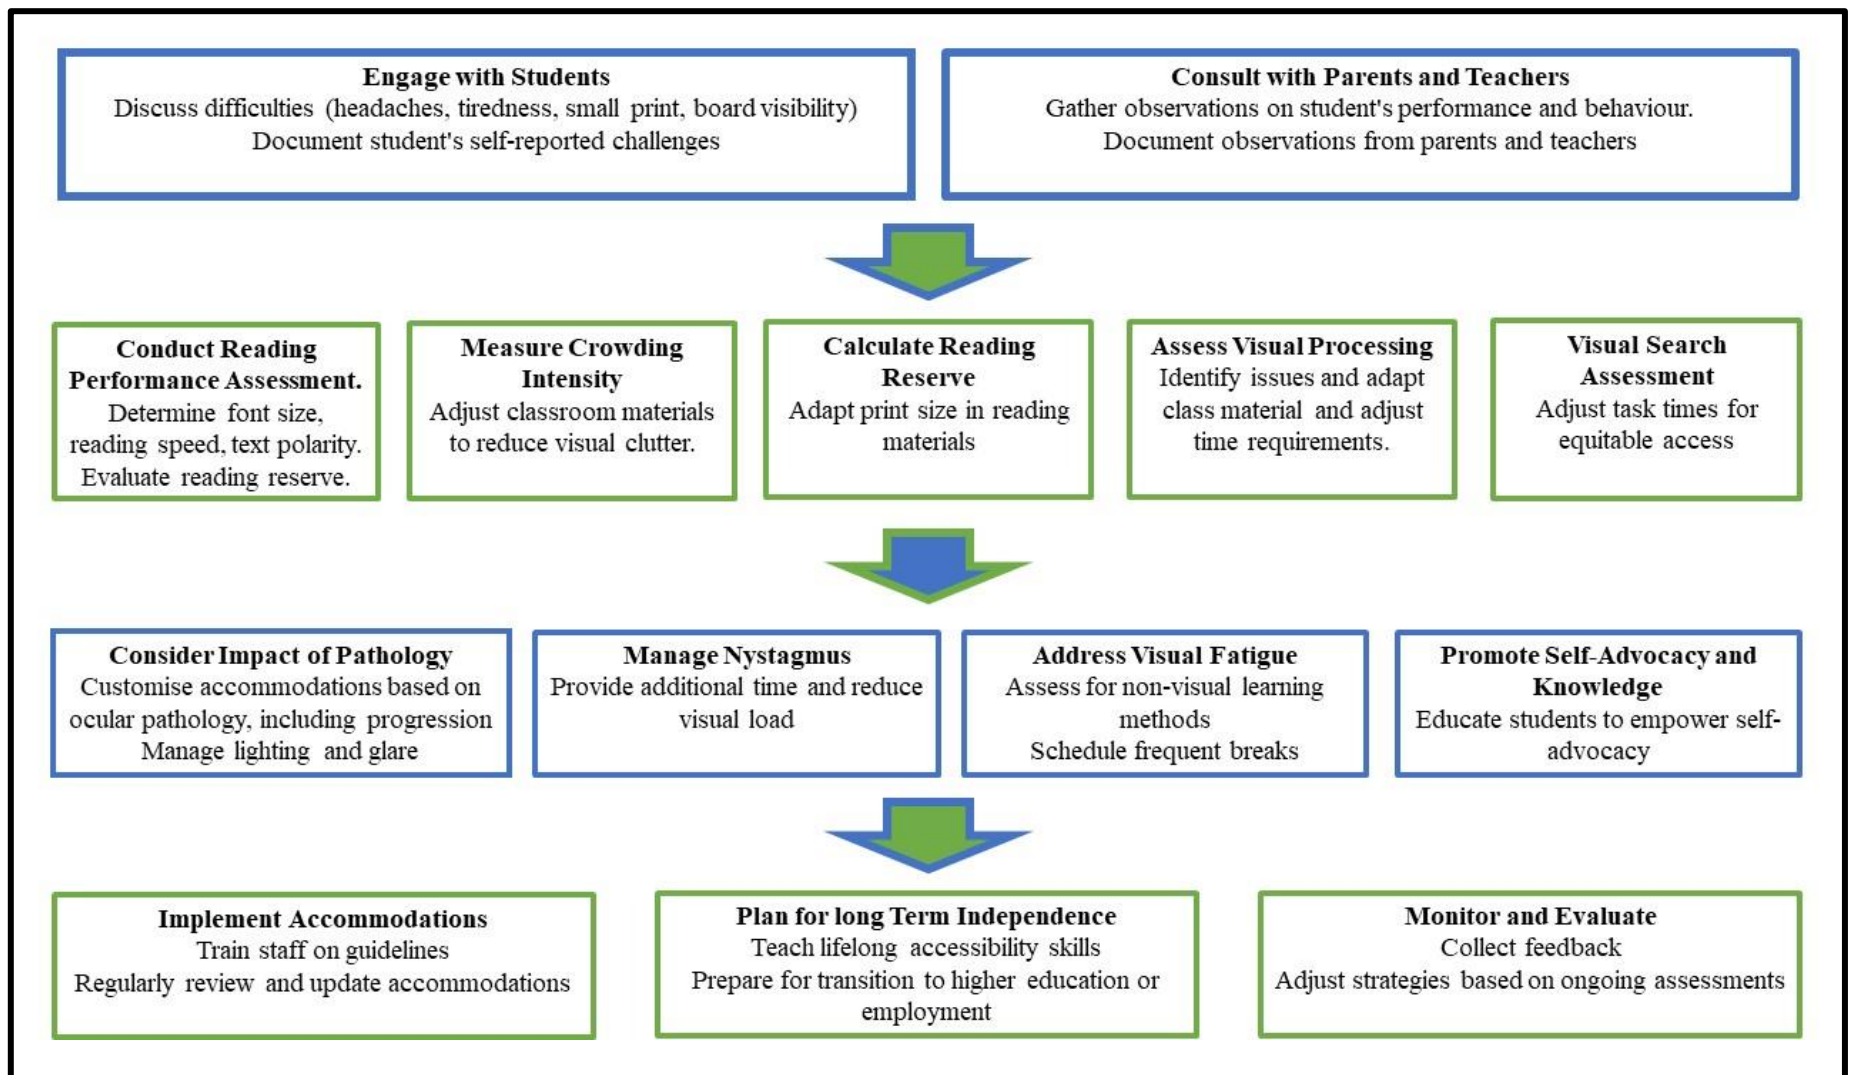 Engage with Students
Discuss difficulties (headaches, tiredness, small print, board visibility)
Document student's self-reported challenges
Consult with Parents and Teachers
Gather observations on student's performance and behaviour.
Document observations from parents and teachers
Conduct Reading
Performance Assessment.
Determine font size,
reading speed, text polarity.
Evaluate reading reserve.
Measure Crowding
Intensity
Adjust classroom materials
to reduce visual clutter.
Calculate Reading
Reserve
Adapt print size in reading
materials
Assess Visual Processing
Identify issues and adapt
class material and adjust
time requirements.
Visual Search
Assessment
Adjust task times for
equitable access
Consider Impact of Pathology
Customise accommodations based on
ocular pathology, including progression
Manage lighting and glare
Manage Nystagmus
Provide additional time and reduce
visual load
Address Visual Fatigue
Assess for non-visual learning
methods
Schedule frequent breaks
Promote Self-Advocacy and
Knowledge
Educate students to empower self-
advocacy
Implement Accommodations
Train staff on guidelines
Regularly review and update accommodations
Plan for long Term Independence
Teach lifelong accessibility skills
Prepare for transition to higher education or
employment
Monitor and Evaluate
Collect feedback
Adjust strategies based on ongoing assessments